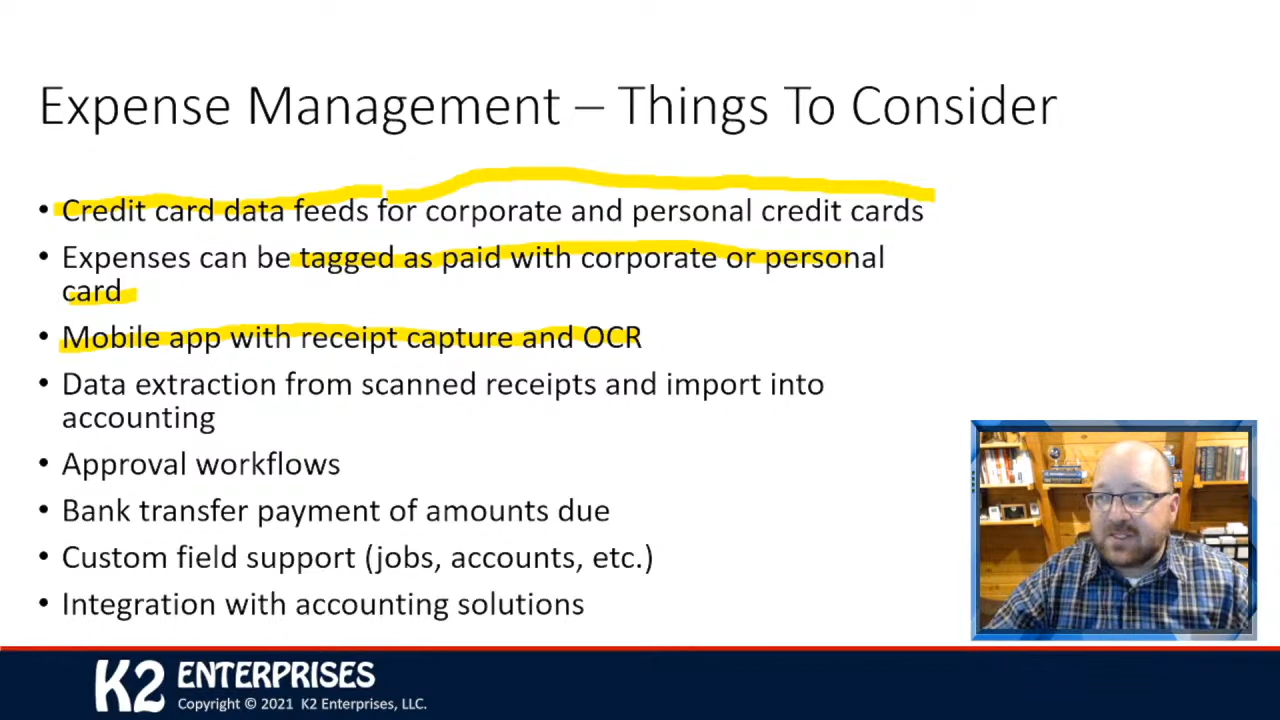 Expense Management – Things To Consider
• Credit card data feeds for corporate and personal credit cards
• Expenses can be tagged as paid with corporate or personal
card
• Mobile app with receipt capture and OCR
• Data extraction from scanned receipts and import into
accounting
• Approval workflows
• Bank transfer payment of amounts due
• Custom field support (jobs, accounts, etc.)
• Integration with accounting solutions
K2 ENTERPRISES
Copyright © 2021 K2 Enterprises, LLC.